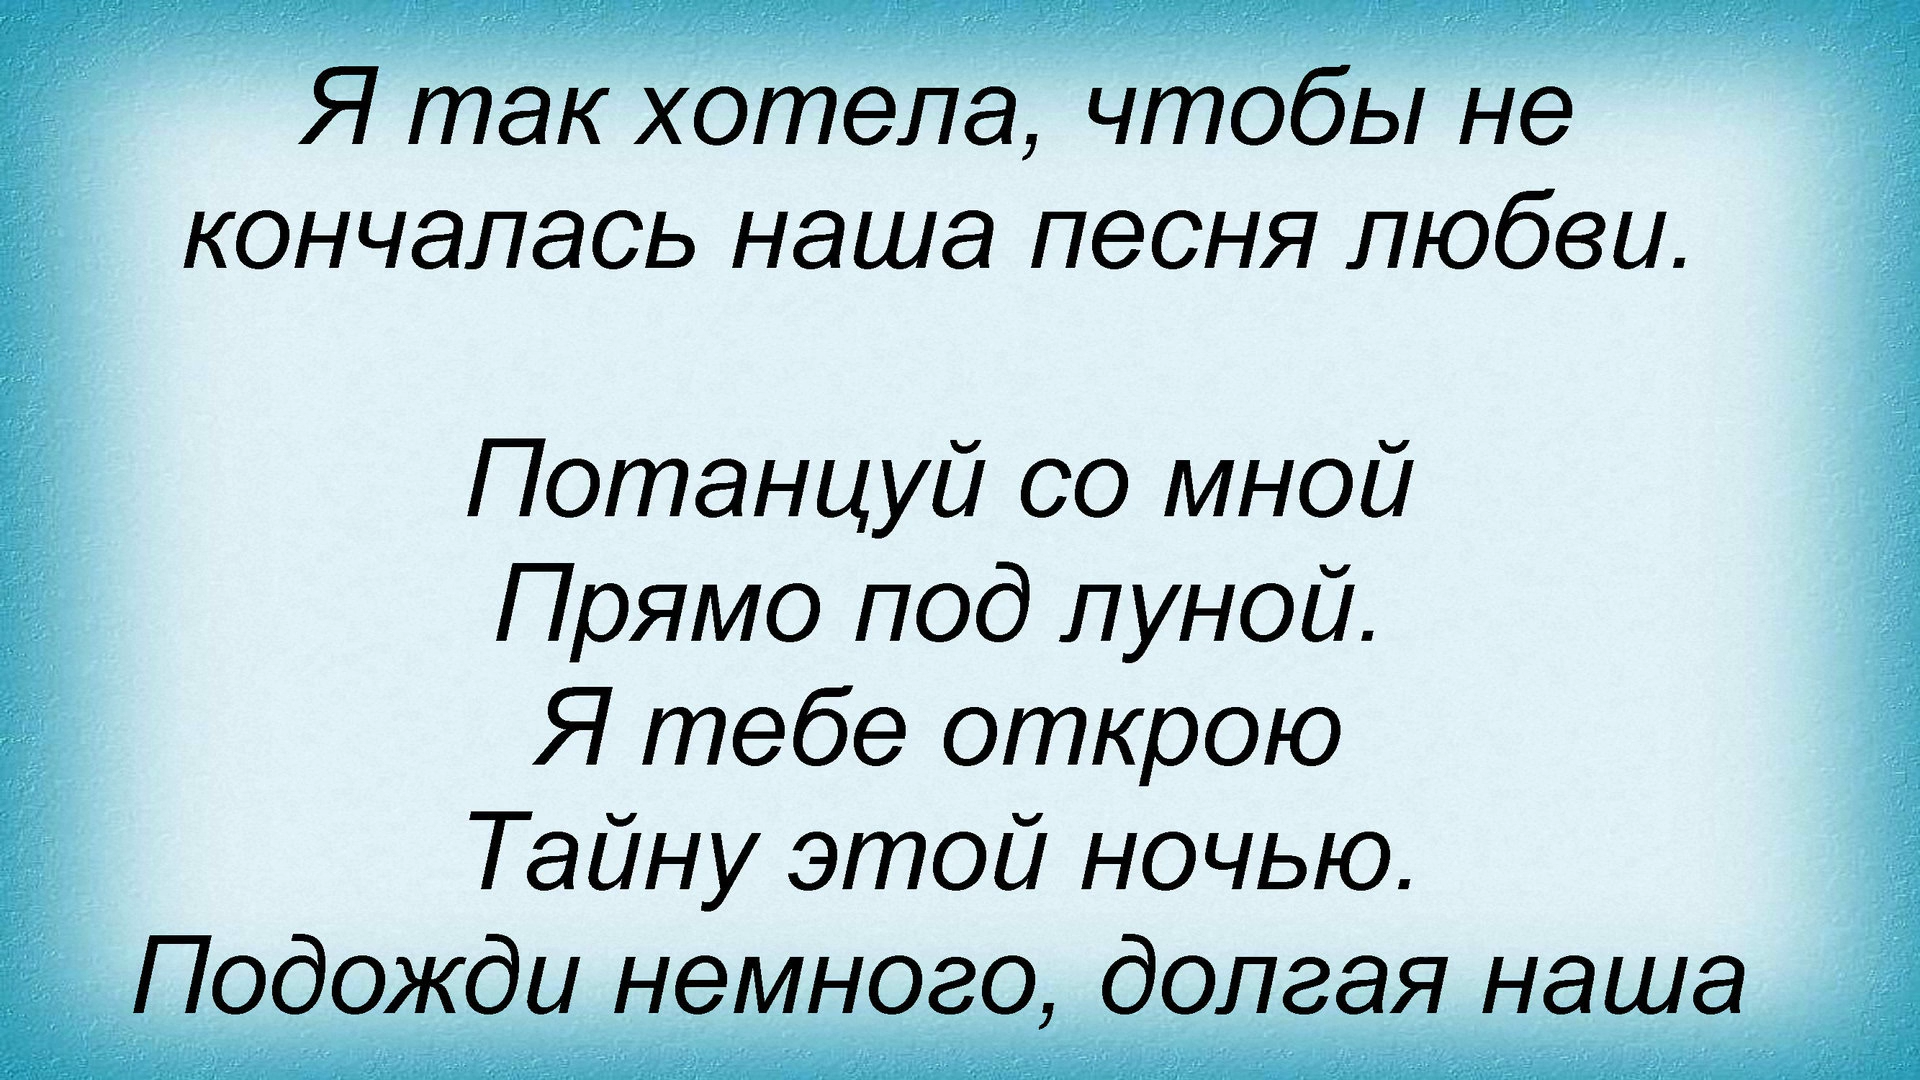 Я так хотела, чтобы не
кончалась наша песня любви.
Потанцуй со мной
Прямо под луной.
Я тебе открою
Тайну этой ночью.
Подожди немного, долгая наша